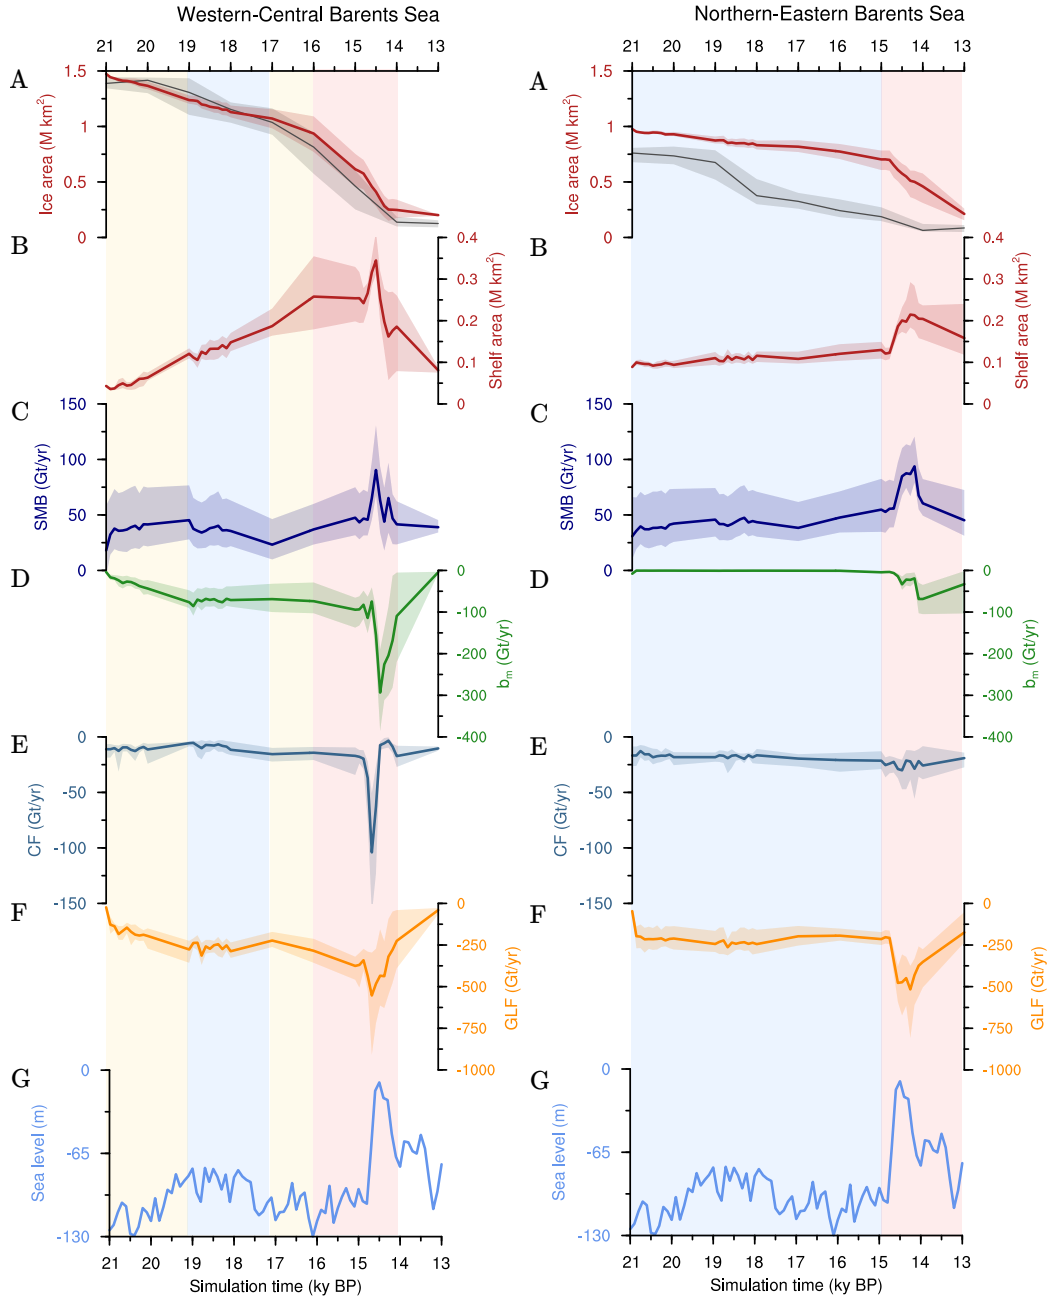 Western-Central Barents Sea
21 20 19 18 17 16 15 14 13
A
1.5
1
0.5
0
Ice area (M km²)
B
0.4
0.3
0.2
0.1
0
Shelf area (M km²)
C
150
100
50
0
SMB (Gt/yr)
D
0
-100
-200
-300
-400
b_m (Gt/yr)
E
0
-50
-100
-150
CF (Gt/yr)
F
0
-250
-500
-750
-1000
GLF (Gt/yr)
G
0
-65
-130
Sea level (m)
21 20 19 18 17 16 15 14 13
Simulation time (ky BP)
Northern-Eastern Barents Sea
21 20 19 18 17 16 15 14 13
A
1.5
1
0.5
0
Ice area (M km²)
B
0.4
0.3
0.2
0.1
0
Shelf area (M km²)
C
150
100
50
0
SMB (Gt/yr)
D
0
-100
-200
-300
-400
b_m (Gt/yr)
E
0
-50
-100
-150
CF (Gt/yr)
F
0
-250
-500
-750
-1000
GLF (Gt/yr)
G
0
-65
-130
Sea level (m)
21 20 19 18 17 16 15 14 13
Simulation time (ky BP)